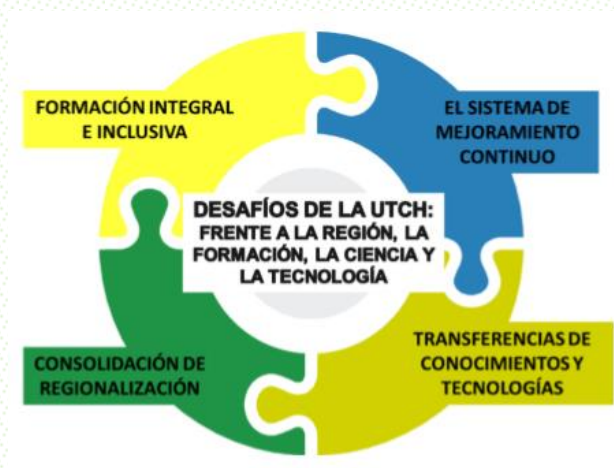 FORMACIÓN INTEGRAL
E INCLUSIVA
EL SISTEMA DE
MEJORAMIENTO
CONTINUO
DESAFÍOS DE LA UTCH:
FRENTE A LA REGIÓN, LA
FORMACIÓN, LA CIENCIA Y
LA TECNOLOGÍA
CONSOLIDACIÓN DE
REGIONALIZACIÓN
TRANSFERENCIAS DE
CONOCIMIENTOS Y
TECNOLOGÍAS